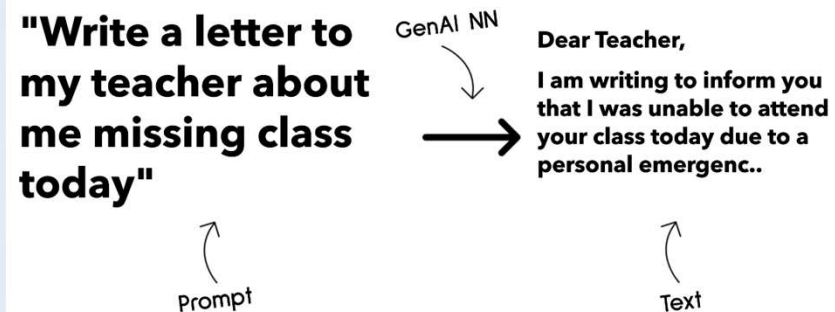 "Write a letter to
my teacher about
me missing class
today"
GenAI NN
Dear Teacher,
I am writing to inform you
that I was unable to attend
your class today due to a
personal emergenc..
Prompt
Text